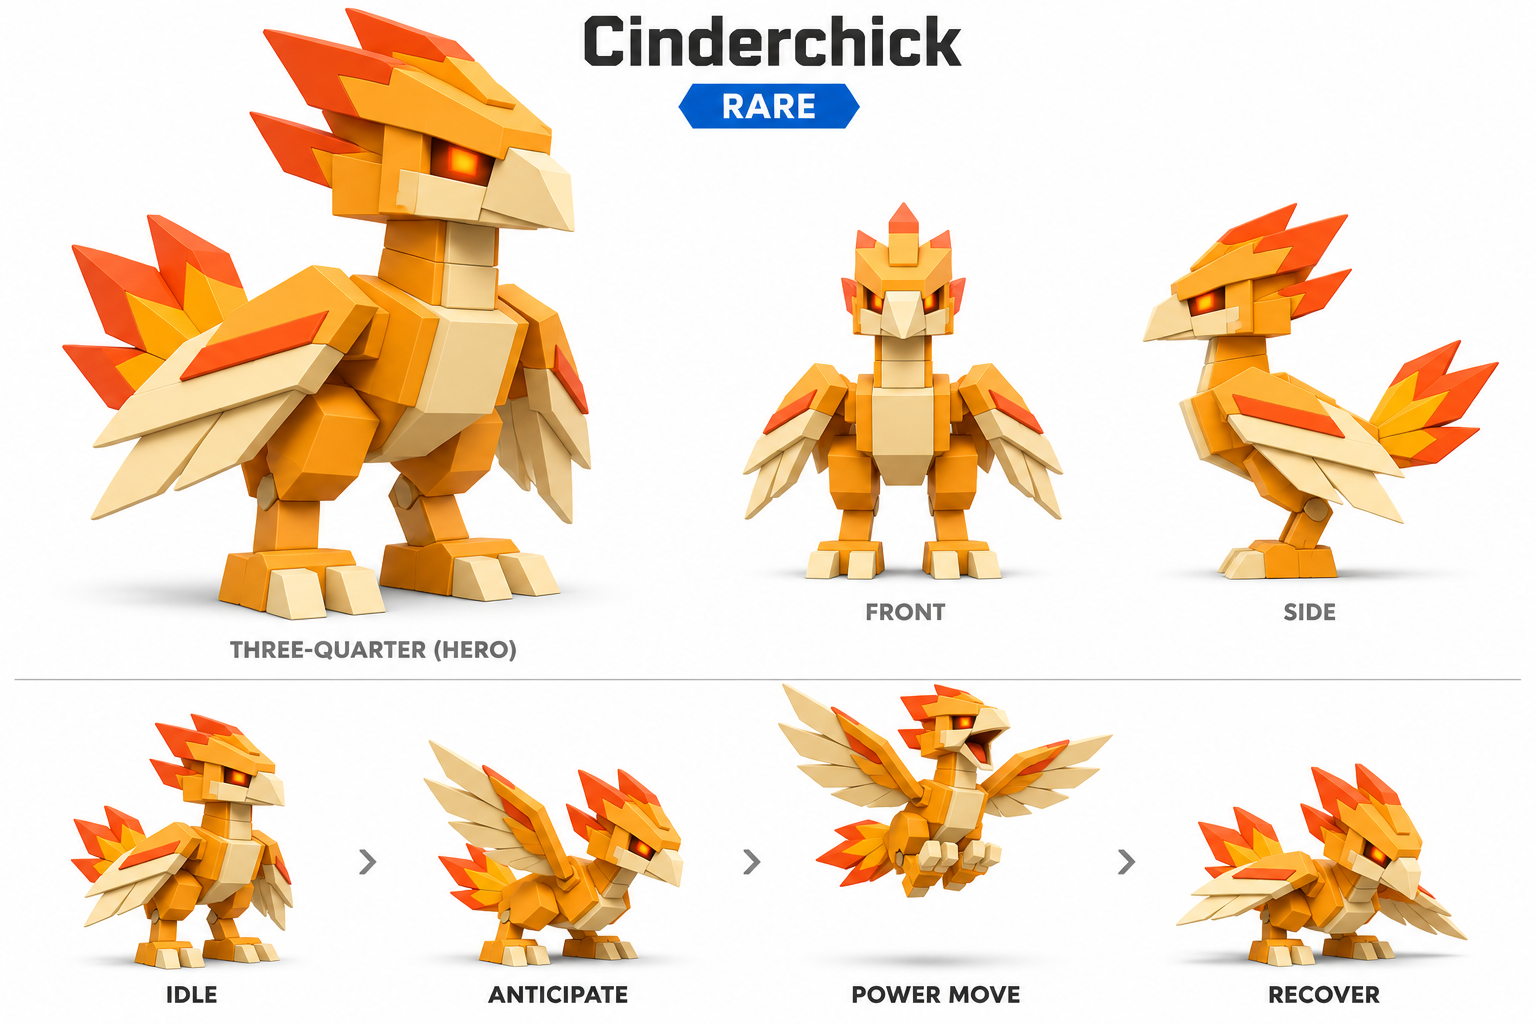 Cinderchick
RARE
THREE-QUARTER (HERO)
FRONT
SIDE
IDLE
ANTICIPATE
POWER MOVE
RECOVER